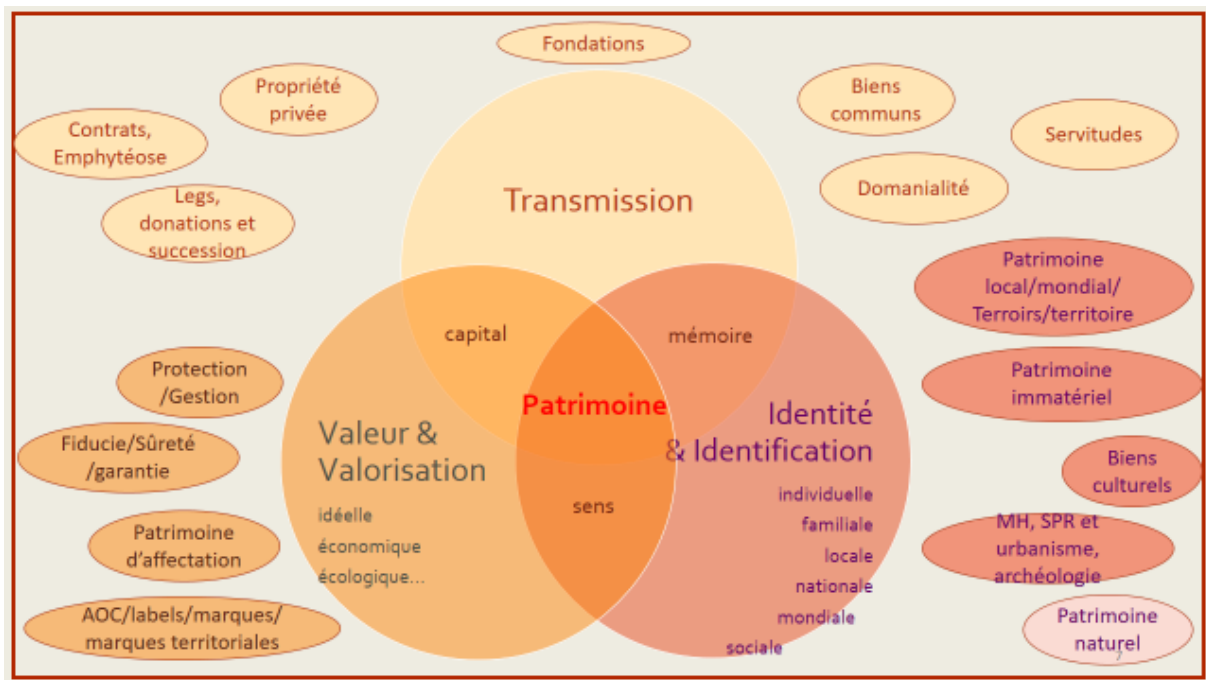 Fondations
Propriété
privée
Biens
communs
Contrats,
Emphytéose
Servitudes
Legs,
donations et
succession
Domanialité
Transmission
Patrimoine
local/mondial/
Terroirs/territoire
capital
mémoire
Protection
/Gestion
Patrimoine
immatériel
Patrimoine
Valeur &
Valorisation
idéelle
économique
écologique...
Identité
& Identification
individuelle
familiale
locale
nationale
mondiale
sociale
sens
Fiducie/Sûreté
/garantie
Biens
culturels
Patrimoine
d'affectation
MH, SPR et
urbanisme,
archéologie
AOC/labels/marques/
marques territoriales
Patrimoine
naturel
7